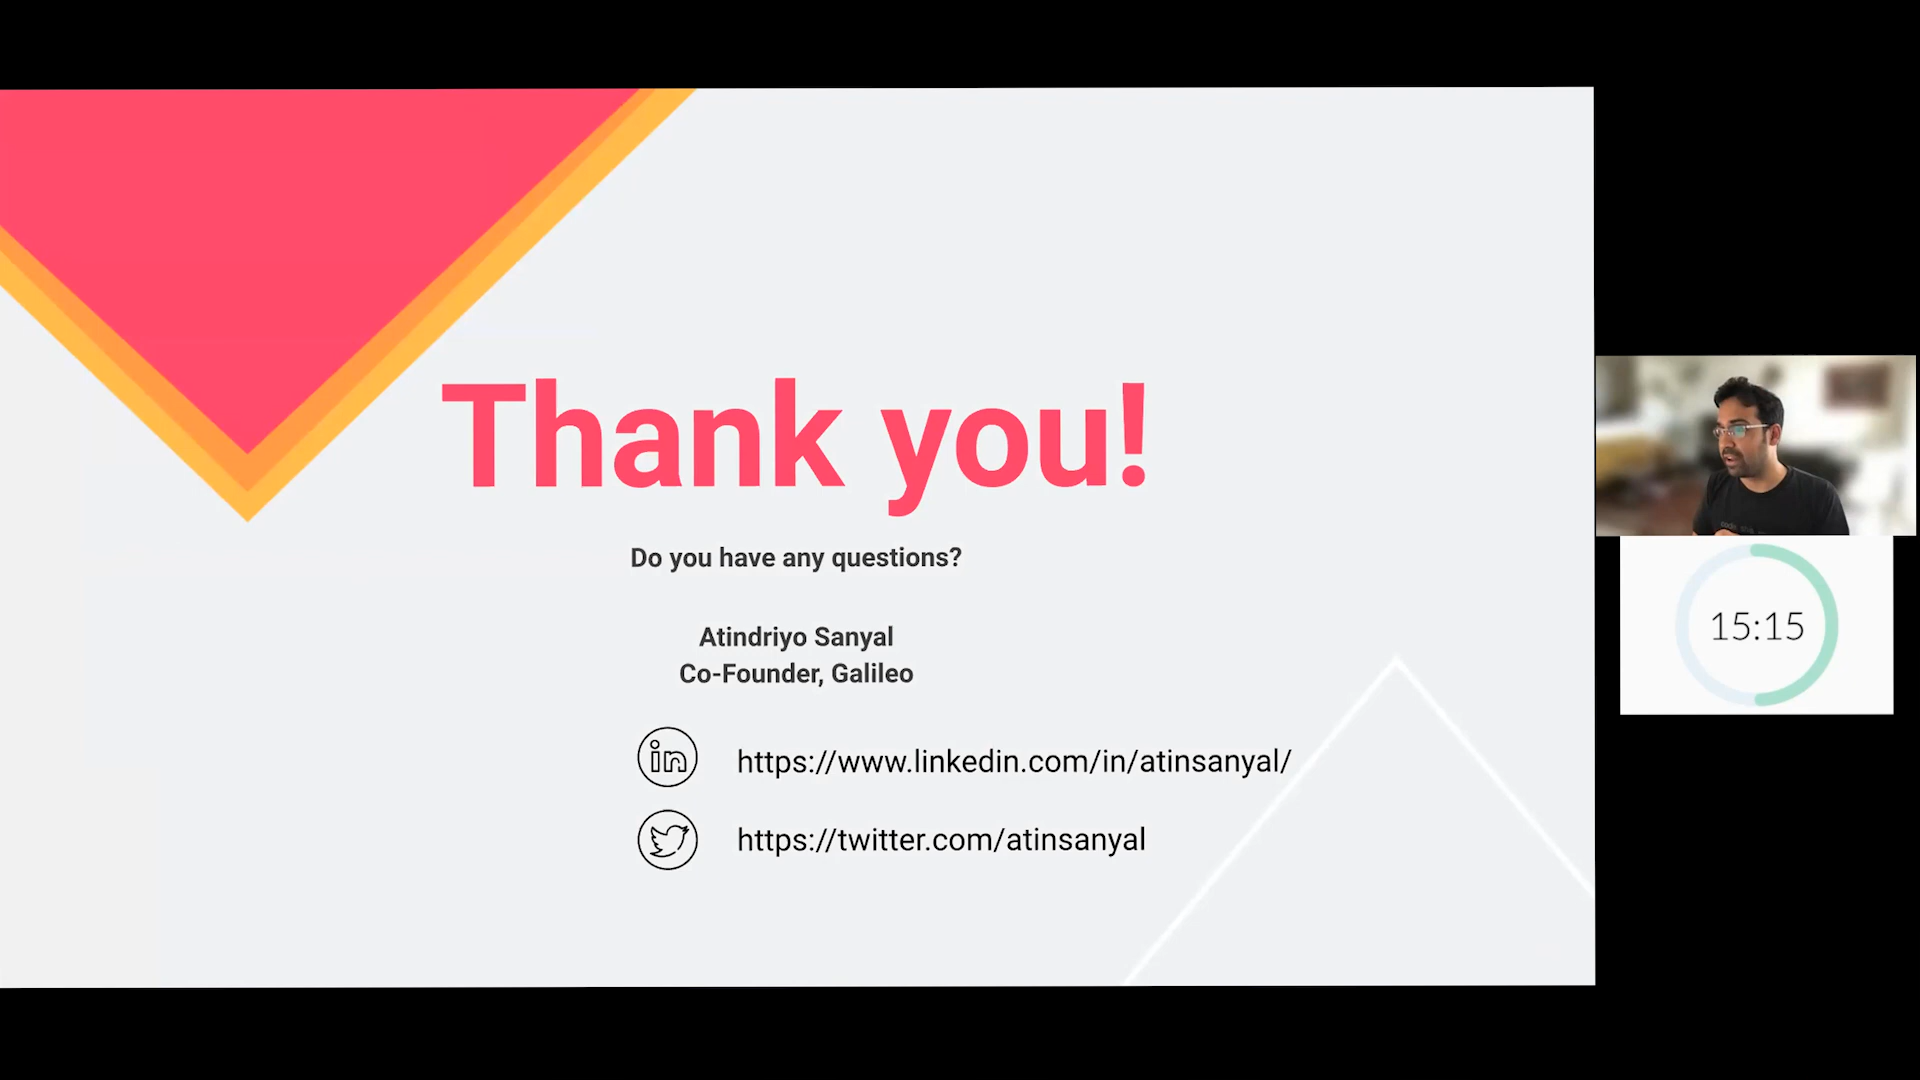 Thank you!
Do you have any questions?
Atindriyo Sanyal
Co-Founder, Galileo
in
https://www.linkedin.com/in/atinsanyal/
https://twitter.com/atinsanyal
15:15